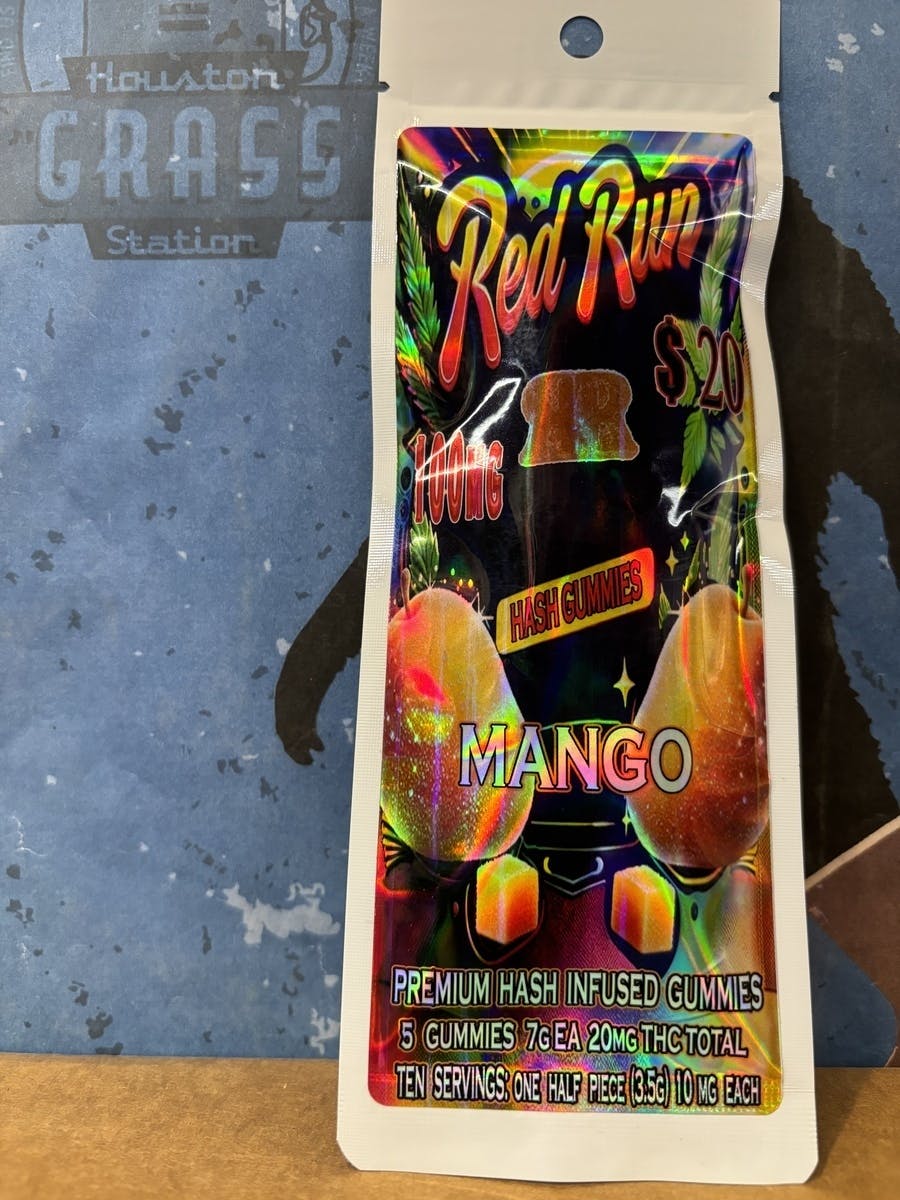 Houston
GRASS
Station
Red Run
$20
100MG
HASH GUMMIES
MANGO
PREMIUM HASH INFUSED GUMMIES
5 GUMMIES 7G EA 20MG THC TOTAL
TEN SERVINGS: ONE HALF PIECE (3.5G) 10 MG EACH